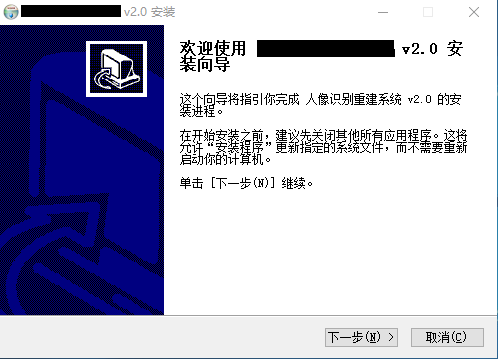 v2.0 安装
欢迎使用 v2.0 安
装向导
这个向导将指引你完成 人像识别重建系统 v2.0 的安
装进程。
在开始安装之前，建议先关闭其他所有应用程序。这将
允许“安装程序”更新指定的系统文件，而不需要重新
启动你的计算机。
单击 [下一步(N)] 继续。
下一步(N) >
取消(C)